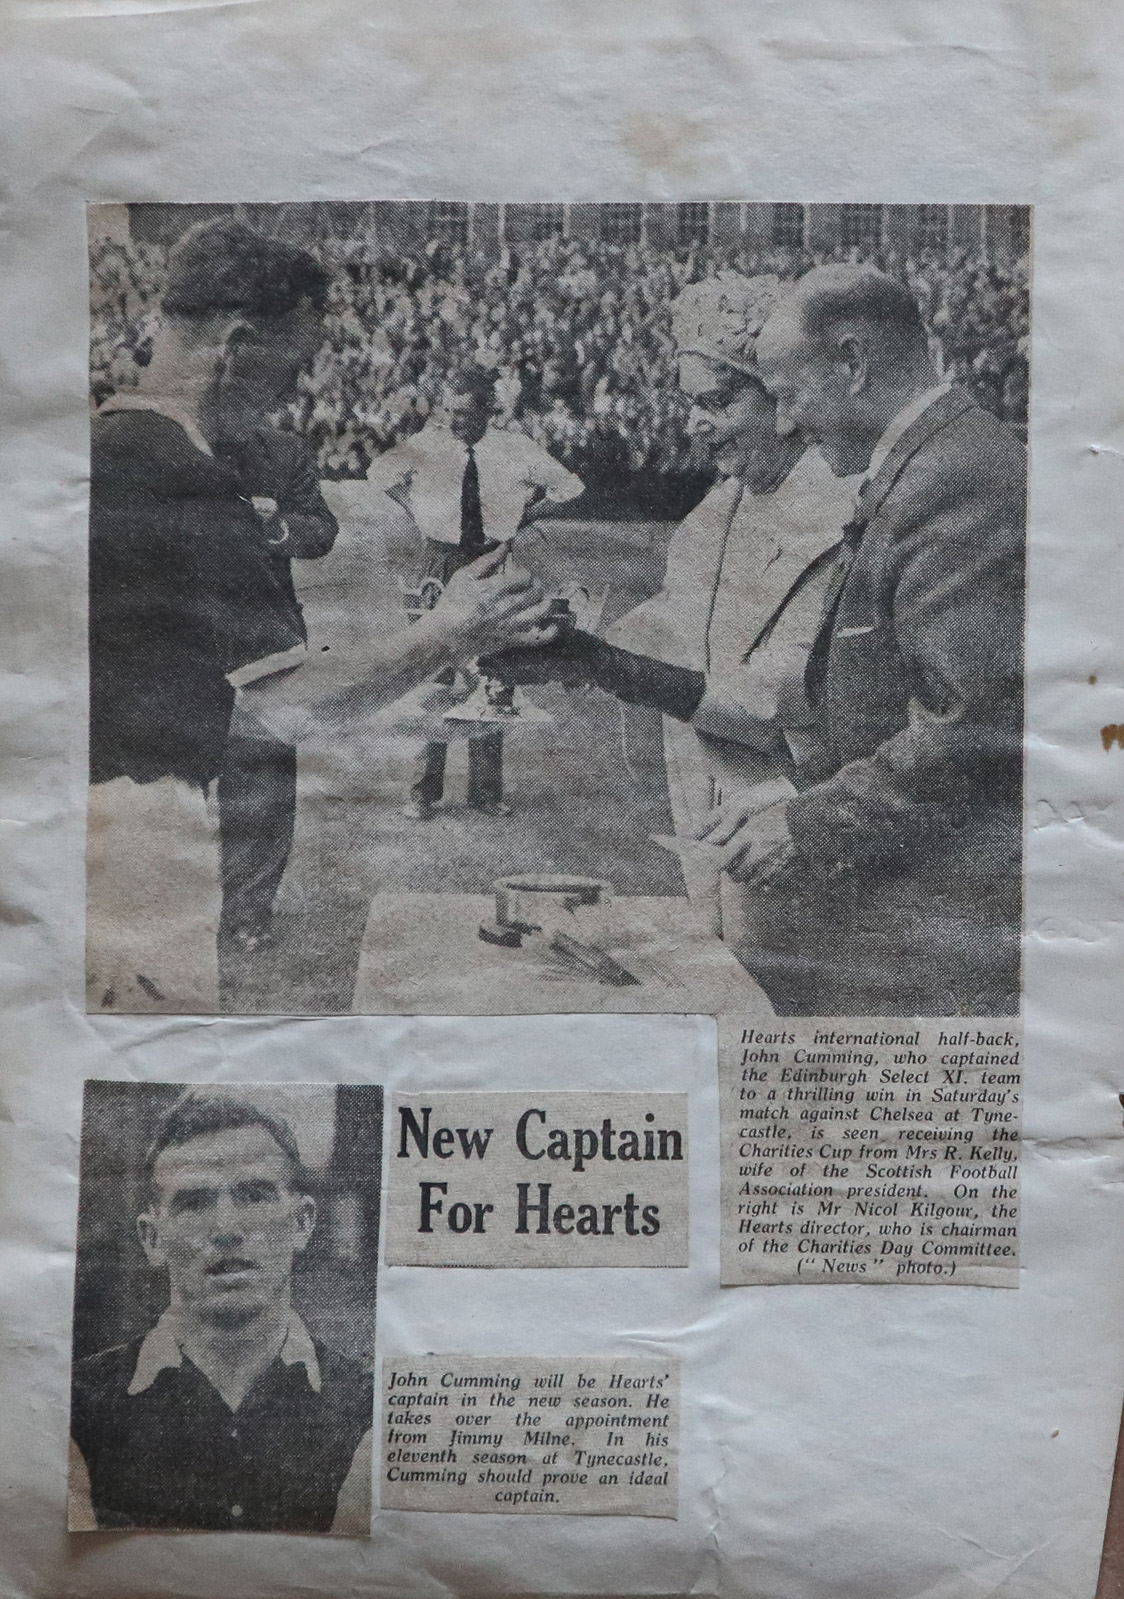 Hearts international half-back,
John Cumming, who captained
the Edinburgh Select XI. team
to a thrilling win in Saturday's
match against Chelsea at Tyne-
castle, is seen receiving the
Charities Cup from Mrs R. Kelly,
wife of the Scottish Football
Association president. On the
right is Mr Nicol Kilgour, the
Hearts director, who is chairman
of the Charities Day Committee.
("News" photo.)
New Captain
For Hearts
John Cumming will be Hearts'
captain in the new season. He
takes over the appointment
from Jimmy Milne. In his
eleventh season at Tynecastle,
Cumming should prove an ideal
captain.